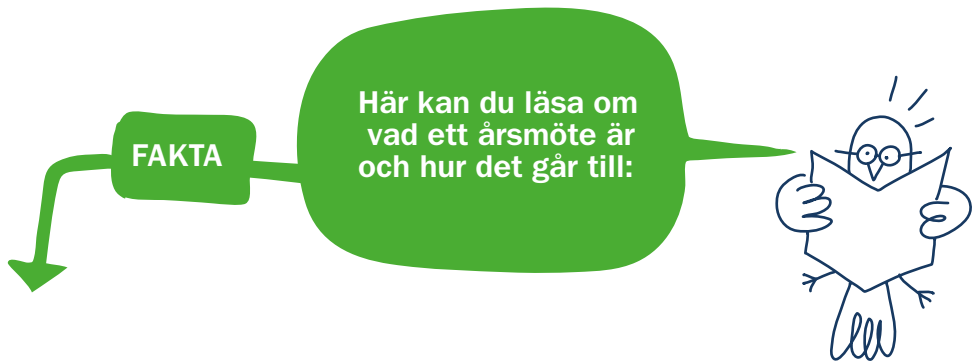 Här kan du läsa om
vad ett årsmöte är
och hur det går till:
FAKTA